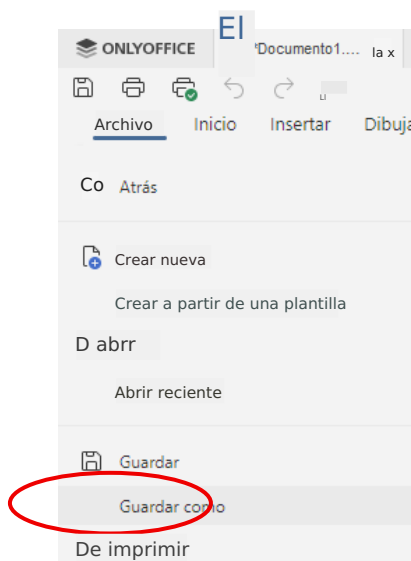 El
ONLYOFFICE Documento1.... la x
Archivo Inicio Insertar Dibuja
Co Atrás
Crear nueva
Crear a partir de una plantilla
D abrr
Abrir reciente
Guardar
Guardar como
De imprimir